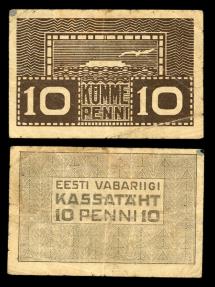 10 KÜMME 10
PENNI
EESTI VABARIIGI
KASSATÄHT
10 PENNI 10